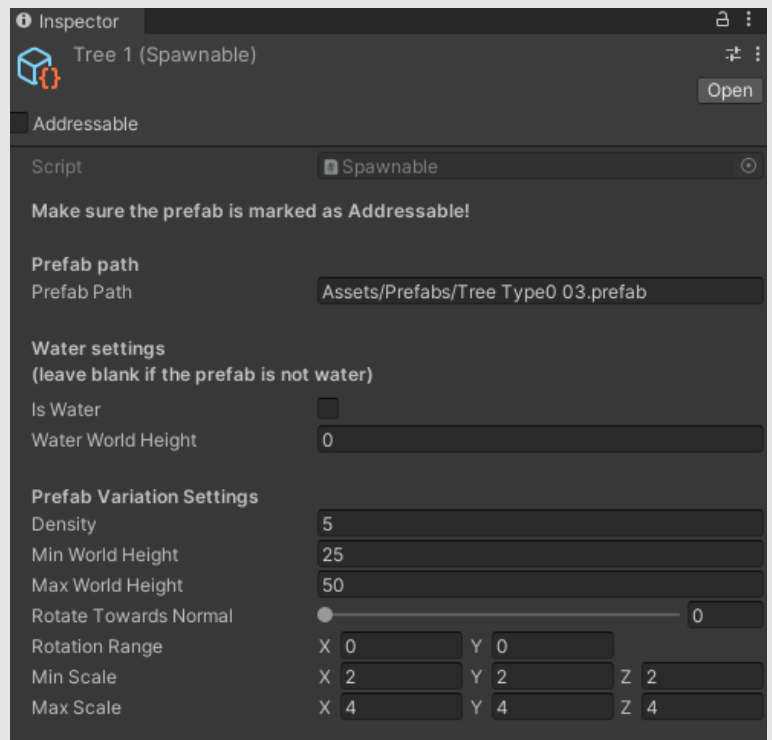 Inspector
Tree 1 (Spawnable)
Open
Addressable
Script Spawnable
Make sure the prefab is marked as Addressable!
Prefab path
Prefab Path Assets/Prefabs/Tree Type0 03.prefab
Water settings
(leave blank if the prefab is not water)
Is Water
Water World Height 0
Prefab Variation Settings
Density 5
Min World Height 25
Max World Height 50
Rotate Towards Normal 0
Rotation Range X 0 Y 0
Min Scale X 2 Y 2 Z 2
Max Scale X 4 Y 4 Z 4